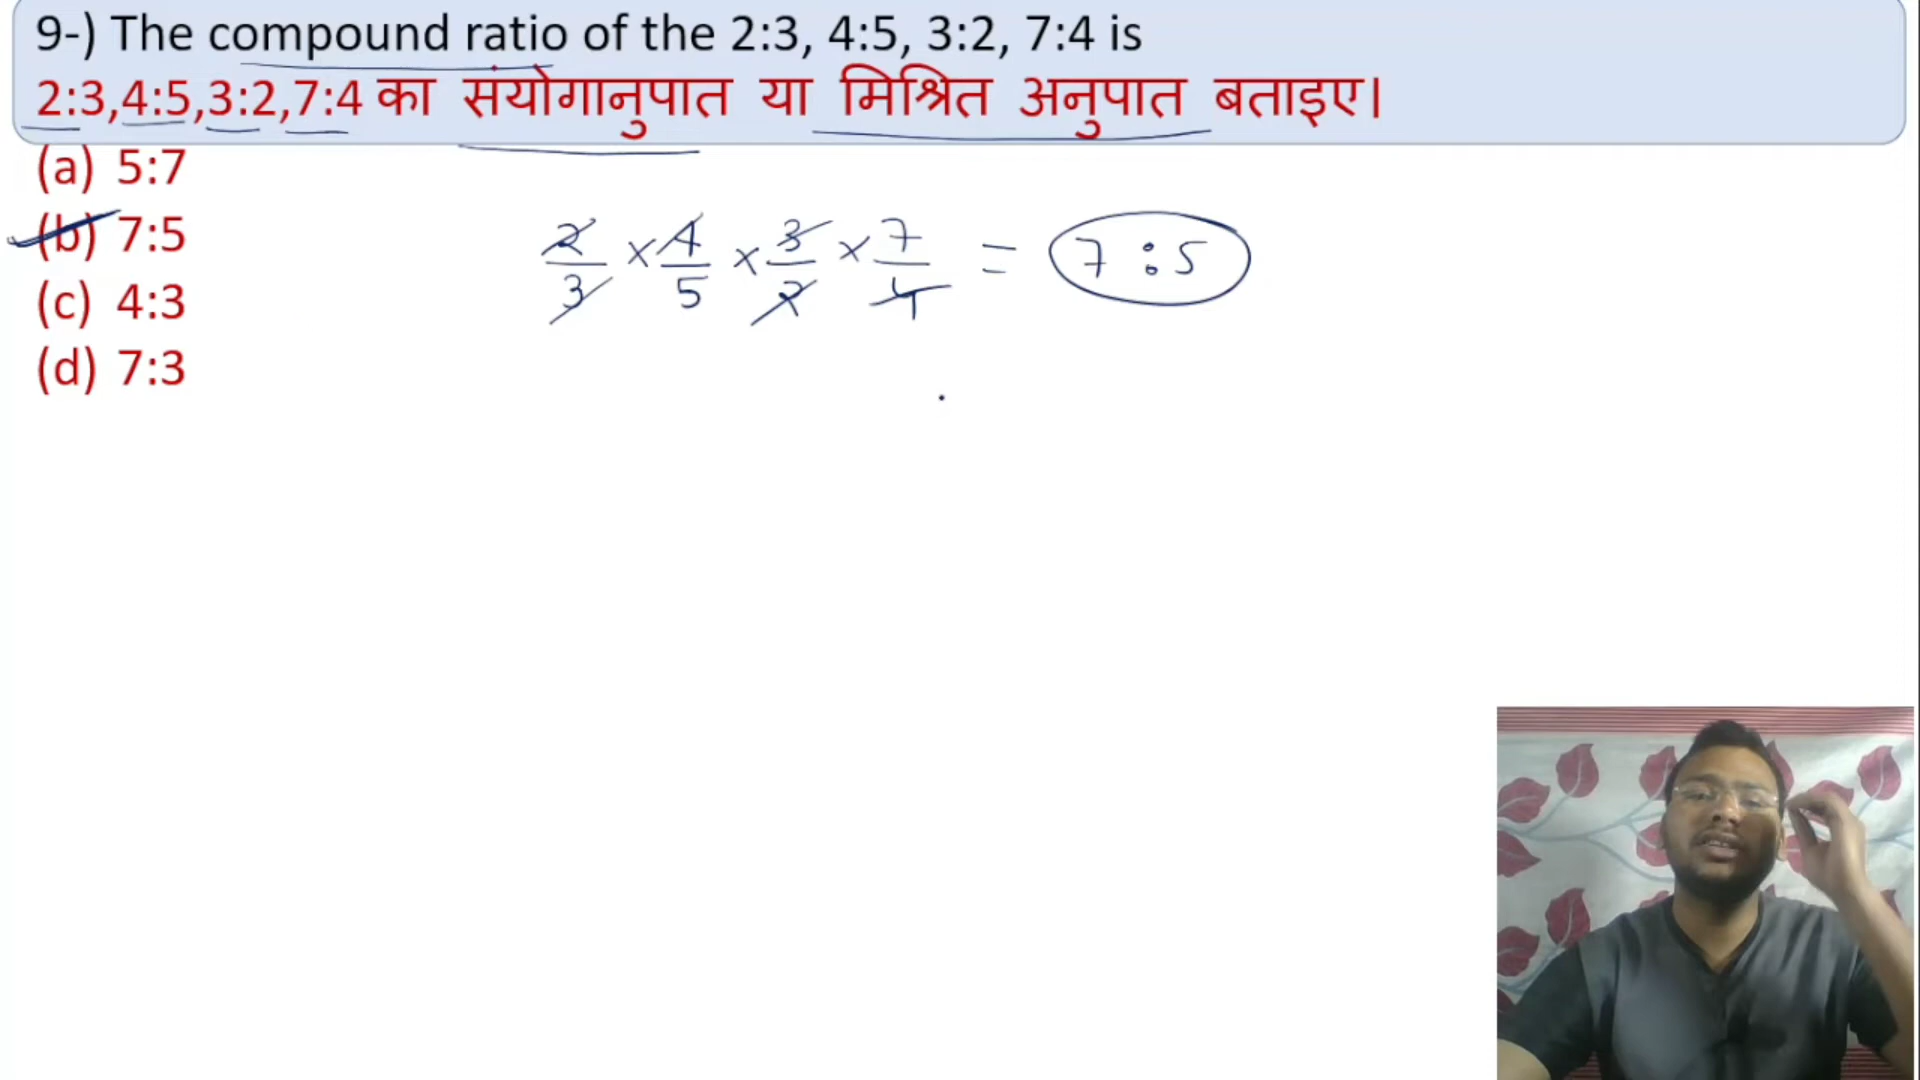 9-) The compound ratio of the 2:3, 4:5, 3:2, 7:4 is
2:3,4:5,3:2,7:4 का संयोगानुपात या मिश्रित अनुपात बताइए।
(a) 5:7
(b) 7:5
(c) 4:3
(d) 7:3
2/3 × 4/5 × 3/2 × 7/4 = 7:5